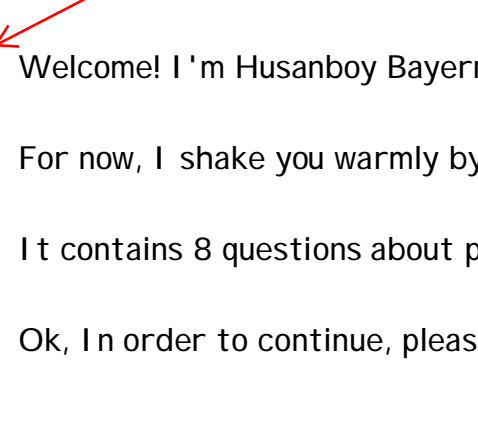 Welcome! I'm Husanboy
For now, I shake you warmly by
It contains 8 questions about
Ok, In order to continue,